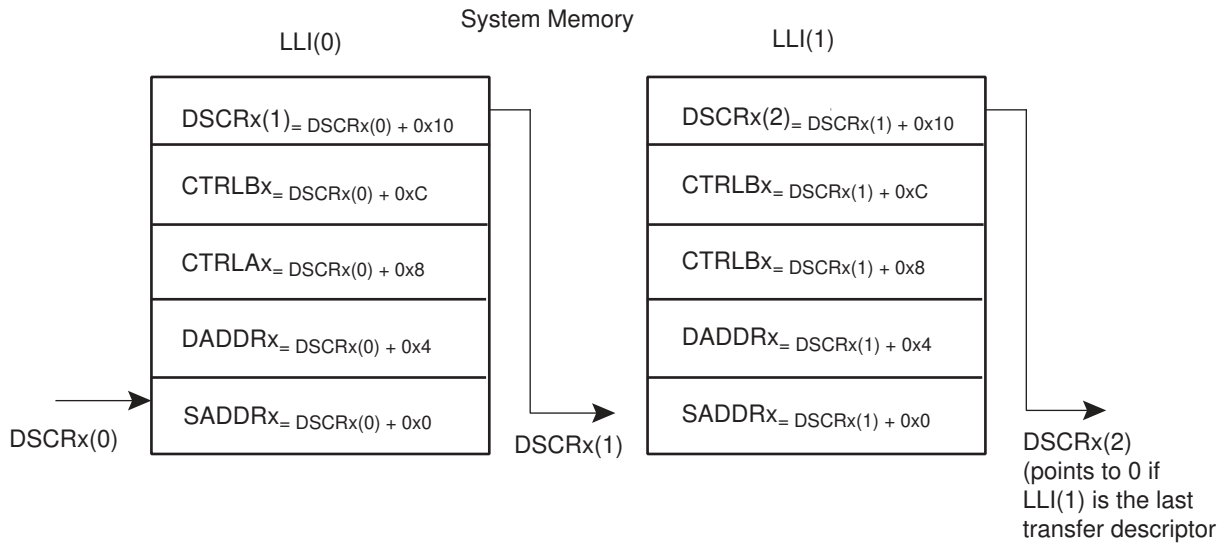 System Memory
LLI(0)
LLI(1)
DSCRx(1)= DSCRx(0) + 0x10
CTRLBx= DSCRx(0) + 0xC
CTRLAx= DSCRx(0) + 0x8
DADDRx= DSCRx(0) + 0x4
SADDRx= DSCRx(0) + 0x0
DSCRx(0)
DSCRx(1)
DSCRx(2)= DSCRx(1) + 0x10
CTRLBx= DSCRx(1) + 0xC
CTRLBx= DSCRx(1) + 0x8
DADDRx= DSCRx(1) + 0x4
SADDRx= DSCRx(1) + 0x0
DSCRx(2)
(points to 0 if
LLI(1) is the last
transfer descriptor